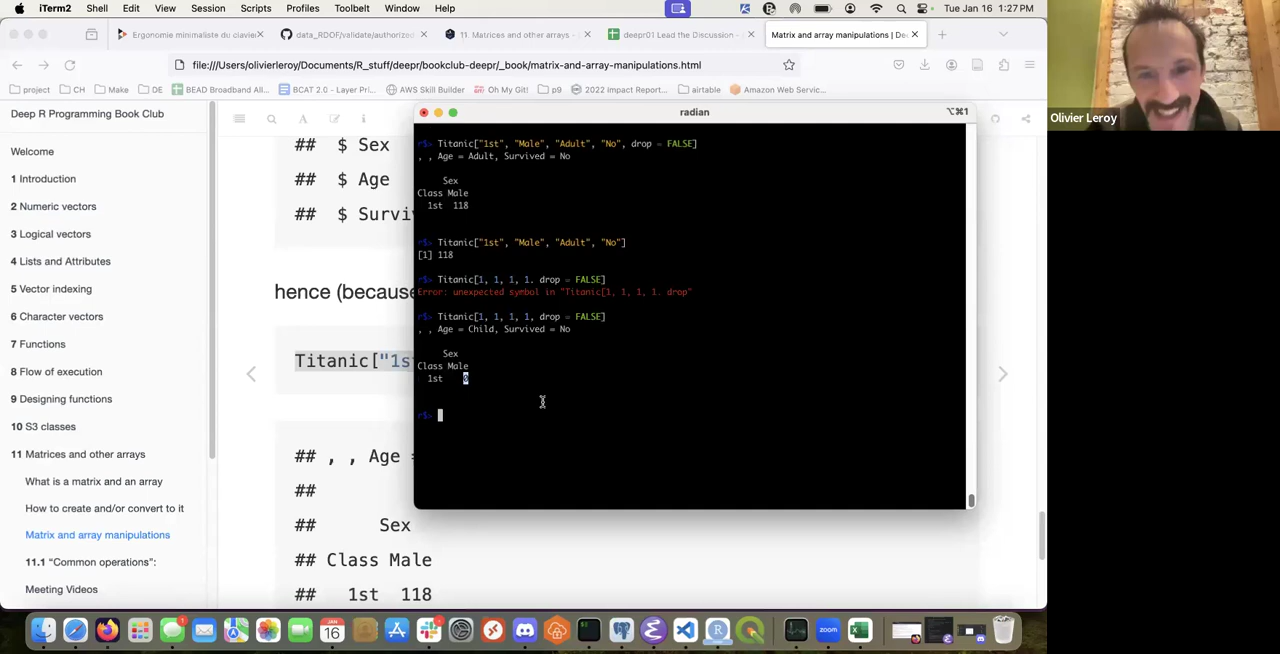 iTerm2 Shell Edit View Session Scripts Profiles Toolbelt Window Help Tue Jan 16 1:27 PM
Ergonomie minimaliste du clavier data_RDOF/validate/authorized 11 Matrices and other arrays - deepr01 Lead the Discussion - Matrix and array manipulations | De
file:///Users/olivierleroy/Documents/R_stuff/deepr/bookclub-deepr/_book/matrix-and-array-manipulations.html
project CH Make DE BEAD Broadband All... BCAT 2.0 - Layer Pri... AWS Skill Builder Oh My Git! p9 2022 Impact Report... airtable Amazon Web Servic...
Deep R Programming Book Club
Welcome
1 Introduction
2 Numeric vectors
3 Logical vectors
4 Lists and Attributes
5 Vector indexing
6 Character vectors
7 Functions
8 Flow of execution
9 Designing functions
10 S3 classes
11 Matrices and other arrays
What is a matrix and an array
How to create and/or convert to it
Matrix and array manipulations
11.1 “Common operations”:
Meeting Videos
## $ Sex
## $ Age
## $ Survi
hence (because
Titanic["1s
## , , Age =
##
## Sex
## Class Male
## 1st 118
radian
⌥⌘1
r$> Titanic["1st", "Male", "Adult", "No", drop = FALSE]
, , Age = Adult, Survived = No
Sex
Class Male
1st 118
r$> Titanic["1st", "Male", "Adult", "No"]
[1] 118
r$> Titanic[1, 1, 1, 1. drop = FALSE]
Error: unexpected symbol in "Titanic[1, 1, 1, 1. drop"
r$> Titanic[1, 1, 1, 1, drop = FALSE]
, , Age = Child, Survived = No
Sex
Class Male
1st 0
r$>
Olivier Leroy
JAN
16
zoom